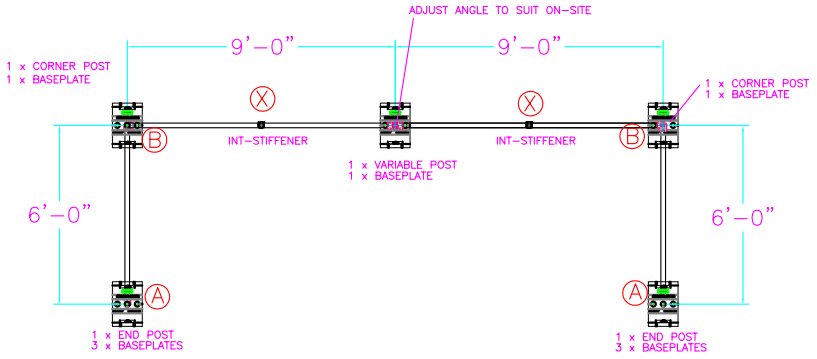 ADJUST ANGLE TO SUIT ON-SITE
9'-0"
9'-0"
1 x CORNER POST
1 x BASEPLATE
1 x CORNER POST
1 x BASEPLATE
X
X
B
INT-STIFFENER
INT-STIFFENER
B
1 x VARIABLE POST
1 x BASEPLATE
6'-0"
6'-0"
A
A
1 x END POST
3 x BASEPLATES
1 x END POST
3 x BASEPLATES